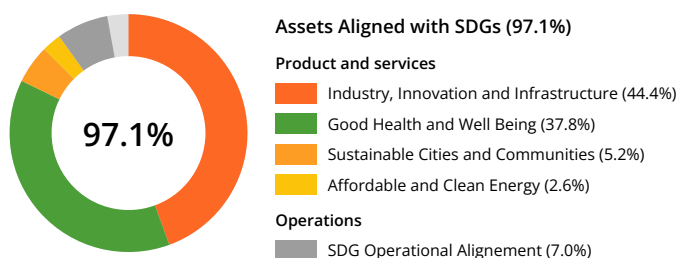 97.1%
Assets Aligned with SDGs (97.1%)
Product and services
Industry, Innovation and Infrastructure (44.4%)
Good Health and Well Being (37.8%)
Sustainable Cities and Communities (5.2%)
Affordable and Clean Energy (2.6%)
Operations
SDG Operational Alignement (7.0%)